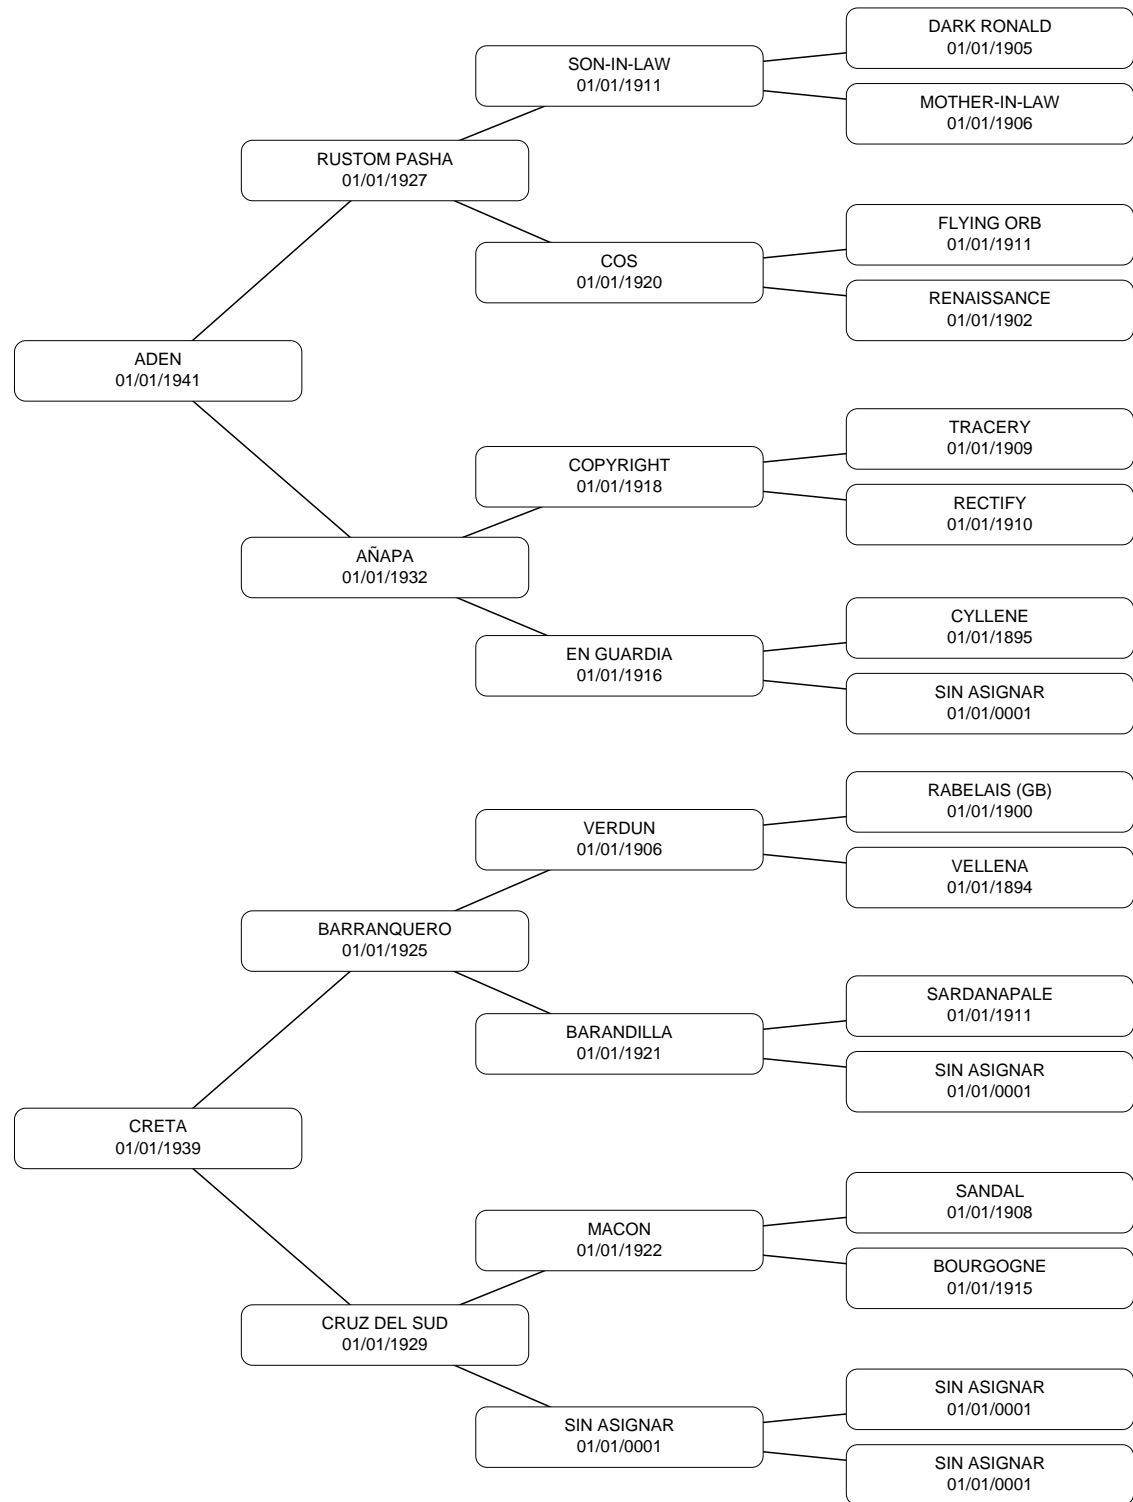 DARK RONALD
01/01/1905
SON-IN-LAW
01/01/1911
MOTHER-IN-LAW
01/01/1906
RUSTOM PASHA
01/01/1927
FLYING ORB
01/01/1911
COS
01/01/1920
RENAISSANCE
01/01/1902
ADEN
01/01/1941
TRACERY
01/01/1909
COPYRIGHT
01/01/1918
RECTIFY
01/01/1910
AÑAPA
01/01/1932
CYLLENE
01/01/1895
EN GUARDIA
01/01/1916
SIN ASIGNAR
01/01/0001
RABELAIS (GB)
01/01/1900
VERDUN
01/01/1906
VELLENA
01/01/1894
BARRANQUERO
01/01/1925
SARDANAPALE
01/01/1911
BARANDILLA
01/01/1921
SIN ASIGNAR
01/01/0001
CRETA
01/01/1939
SANDAL
01/01/1908
MACON
01/01/1922
BOURGOGNE
01/01/1915
CRUZ DEL SUD
01/01/1929
SIN ASIGNAR
01/01/0001
SIN ASIGNAR
01/01/0001
SIN ASIGNAR
01/01/0001